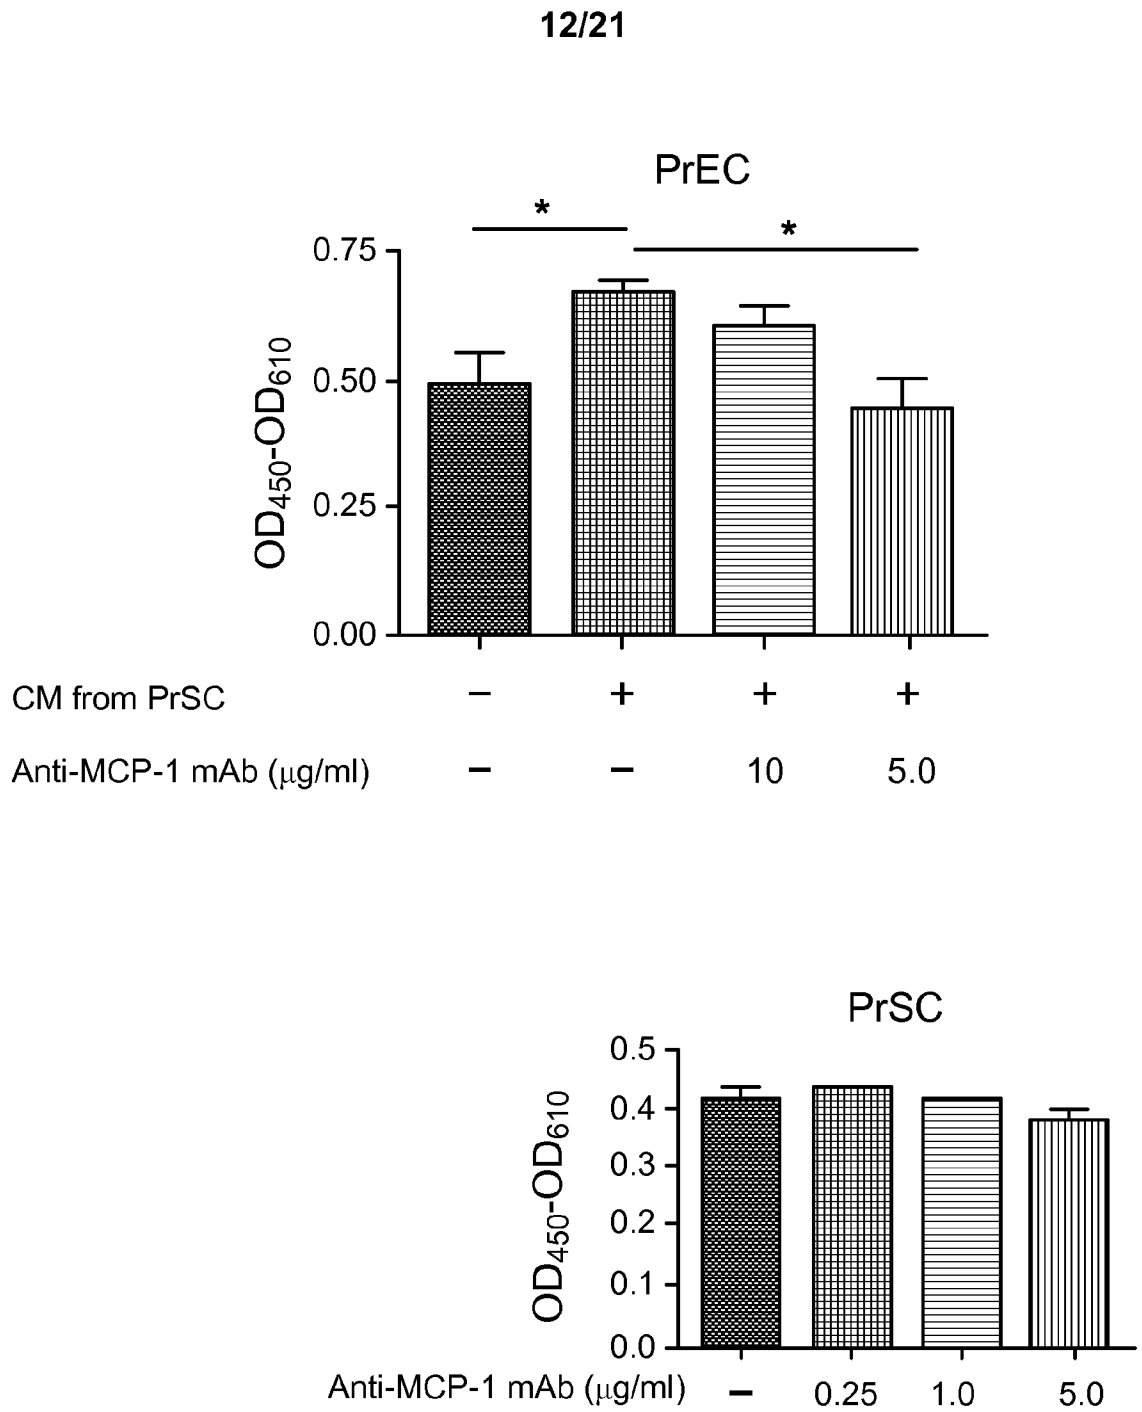 12/21
PrEC
* *
0.75
0.50
0.25
0.00
OD450-OD610
CM from PrSC − + + +
Anti-MCP-1 mAb (μg/ml) − − 10 5.0
PrSC
0.5
0.4
0.3
0.2
0.1
0.0
OD450-OD610
Anti-MCP-1 mAb (μg/ml) − 0.25 1.0 5.0